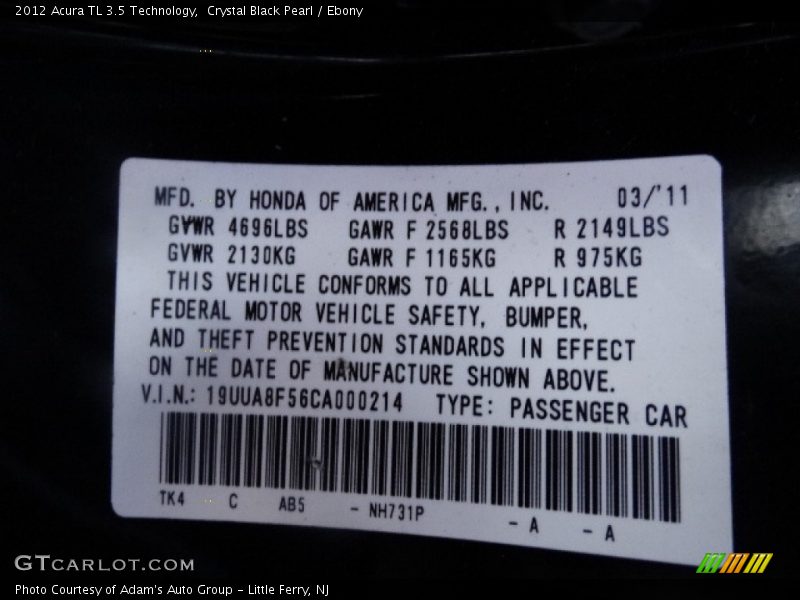 2012 Acura TL 3.5 Technology,  Crystal Black Pearl / Ebony
MFD. BY HONDA OF AMERICA MFG., INC. 03/'11
GVWR 4696LBS GAWR F 2568LBS R 2149LBS
GVWR 2130KG GAWR F 1165KG R 975KG
THIS VEHICLE CONFORMS TO ALL APPLICABLE
FEDERAL MOTOR VEHICLE SAFETY, BUMPER,
AND THEFT PREVENTION STANDARDS IN EFFECT
ON THE DATE OF MANUFACTURE SHOWN ABOVE.
V.I.N.: 19UUA8F56CA000214 TYPE: PASSENGER CAR
TK4 C AB5 - NH731P - A - A
GTCARLOT.COM
Photo Courtesy of Adam's Auto Group - Little Ferry, NJ